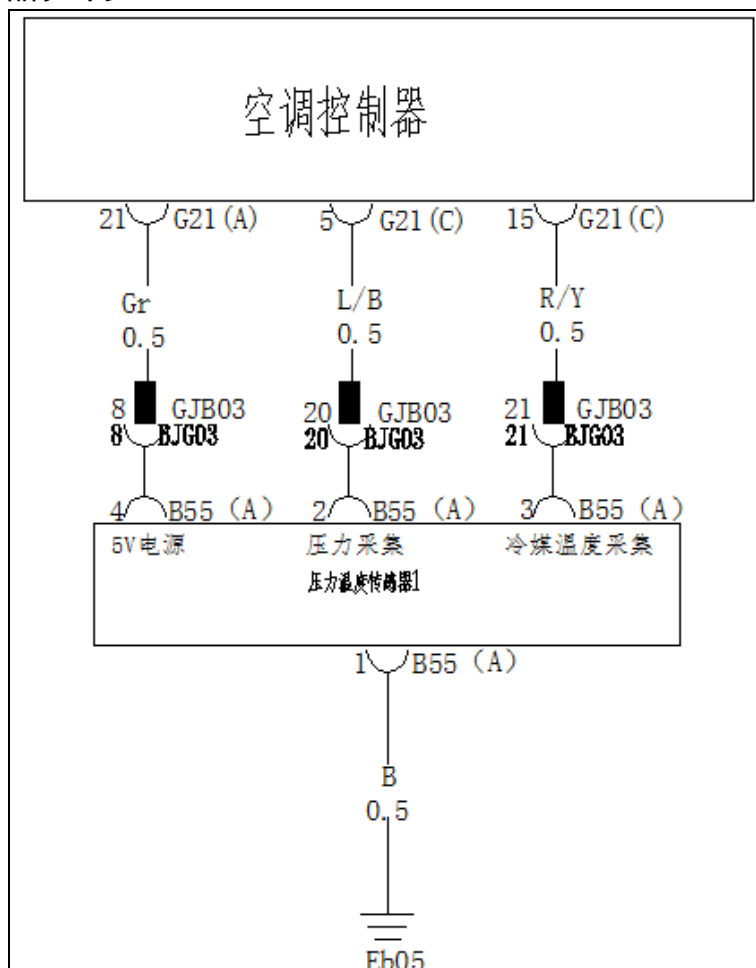 空调控制器
21 G21(A) 5 G21(C) 15 G21(C)
Gr L/B R/Y
0.5 0.5 0.5
8 GJB03 20 GJB03 21 GJB03
8 BJG03 20 BJG03 21 BJG03
4 B55 (A) 2 B55 (A) 3 B55 (A)
5V电源 压力采集 冷媒温度采集
压力温度传感器1
1 B55 (A)
B
0.5
Eb05